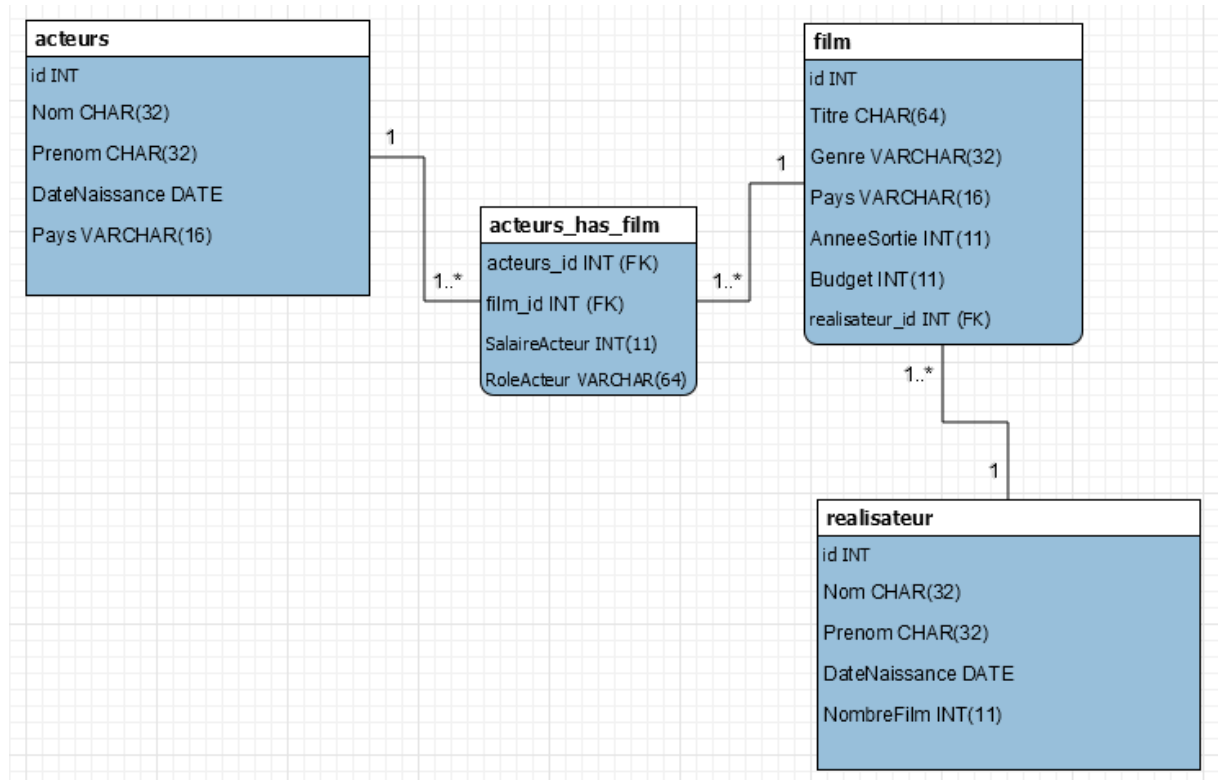 acteurs
id INT
Nom CHAR(32)
Prenom CHAR(32)
DateNaissance DATE
Pays VARCHAR(16)
1
1..*
acteurs_has_film
acteurs_id INT (FK)
film_id INT (FK)
SalaireActeur INT(11)
RoleActeur VARCHAR(64)
1..*
1
film
id INT
Titre CHAR(64)
Genre VARCHAR(32)
Pays VARCHAR(16)
AnneeSortie INT(11)
Budget INT(11)
realisateur_id INT (FK)
1..*
1
realisateur
id INT
Nom CHAR(32)
Prenom CHAR(32)
DateNaissance DATE
NombreFilm INT(11)